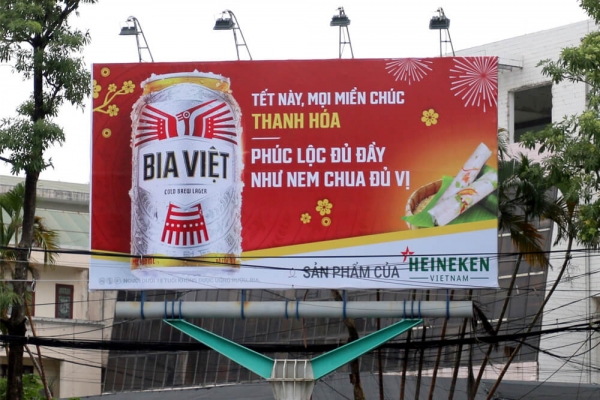 BIA VIỆT
COLD BREW LAGER
TẾT NÀY, MỌI MIỀN CHÚC
THANH HÓA
PHÚC LỘC ĐỦ ĐẦY
NHƯ NEM CHUA ĐỦ VỊ
SẢN PHẨM CỦA HEINEKEN
VIETNAM